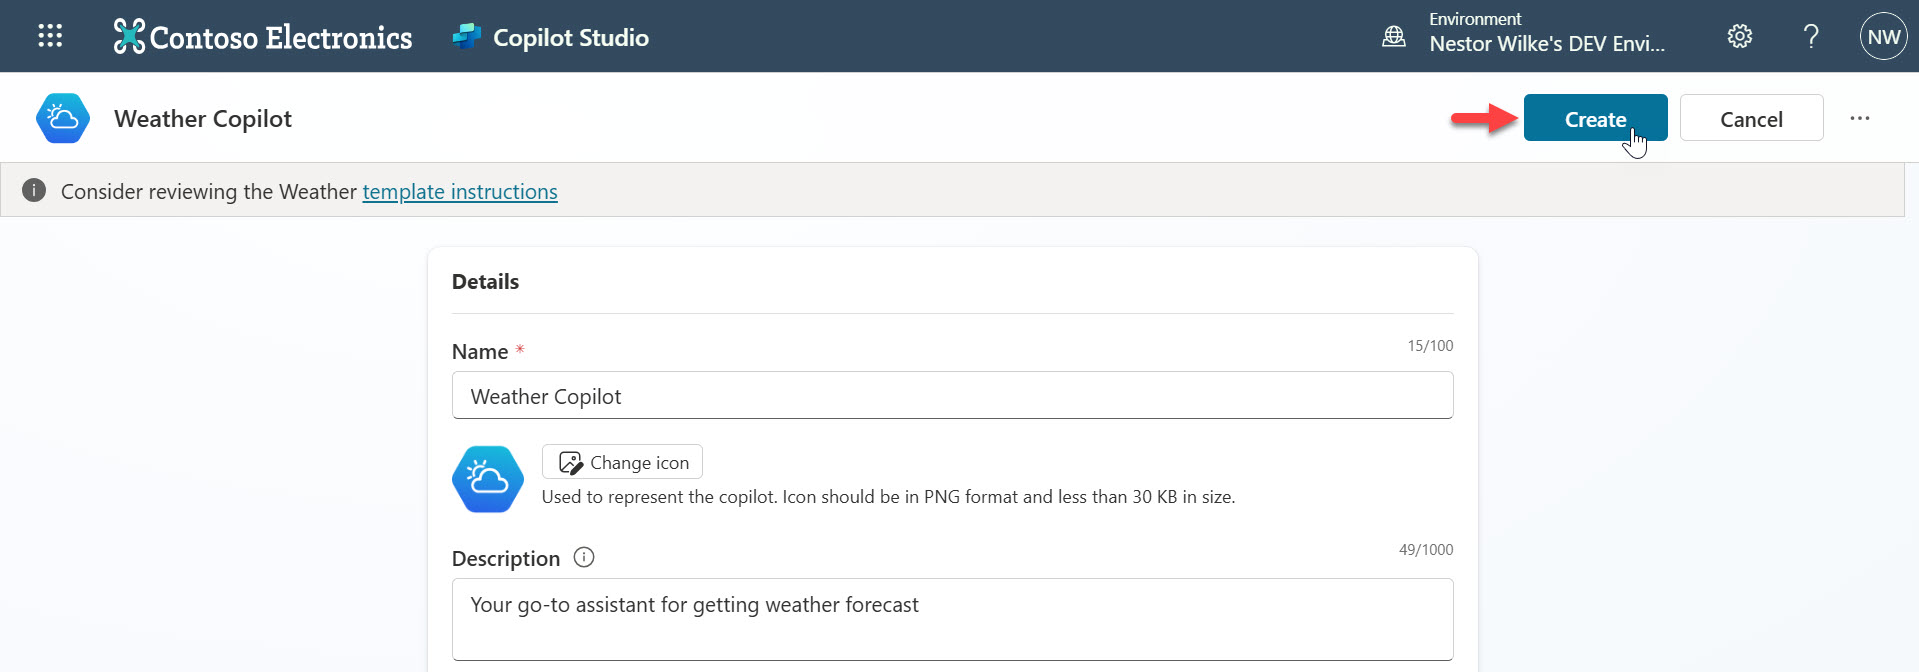 Contoso Electronics
Copilot Studio
Environment
Nestor Wilke's DEV Envi...
?
NW
Weather Copilot
Create
Cancel
...
Consider reviewing the Weather template instructions
Details
Name *
15/100
Weather Copilot
Change icon
Used to represent the copilot. Icon should be in PNG format and less than 30 KB in size.
Description
49/1000
Your go-to assistant for getting weather forecast